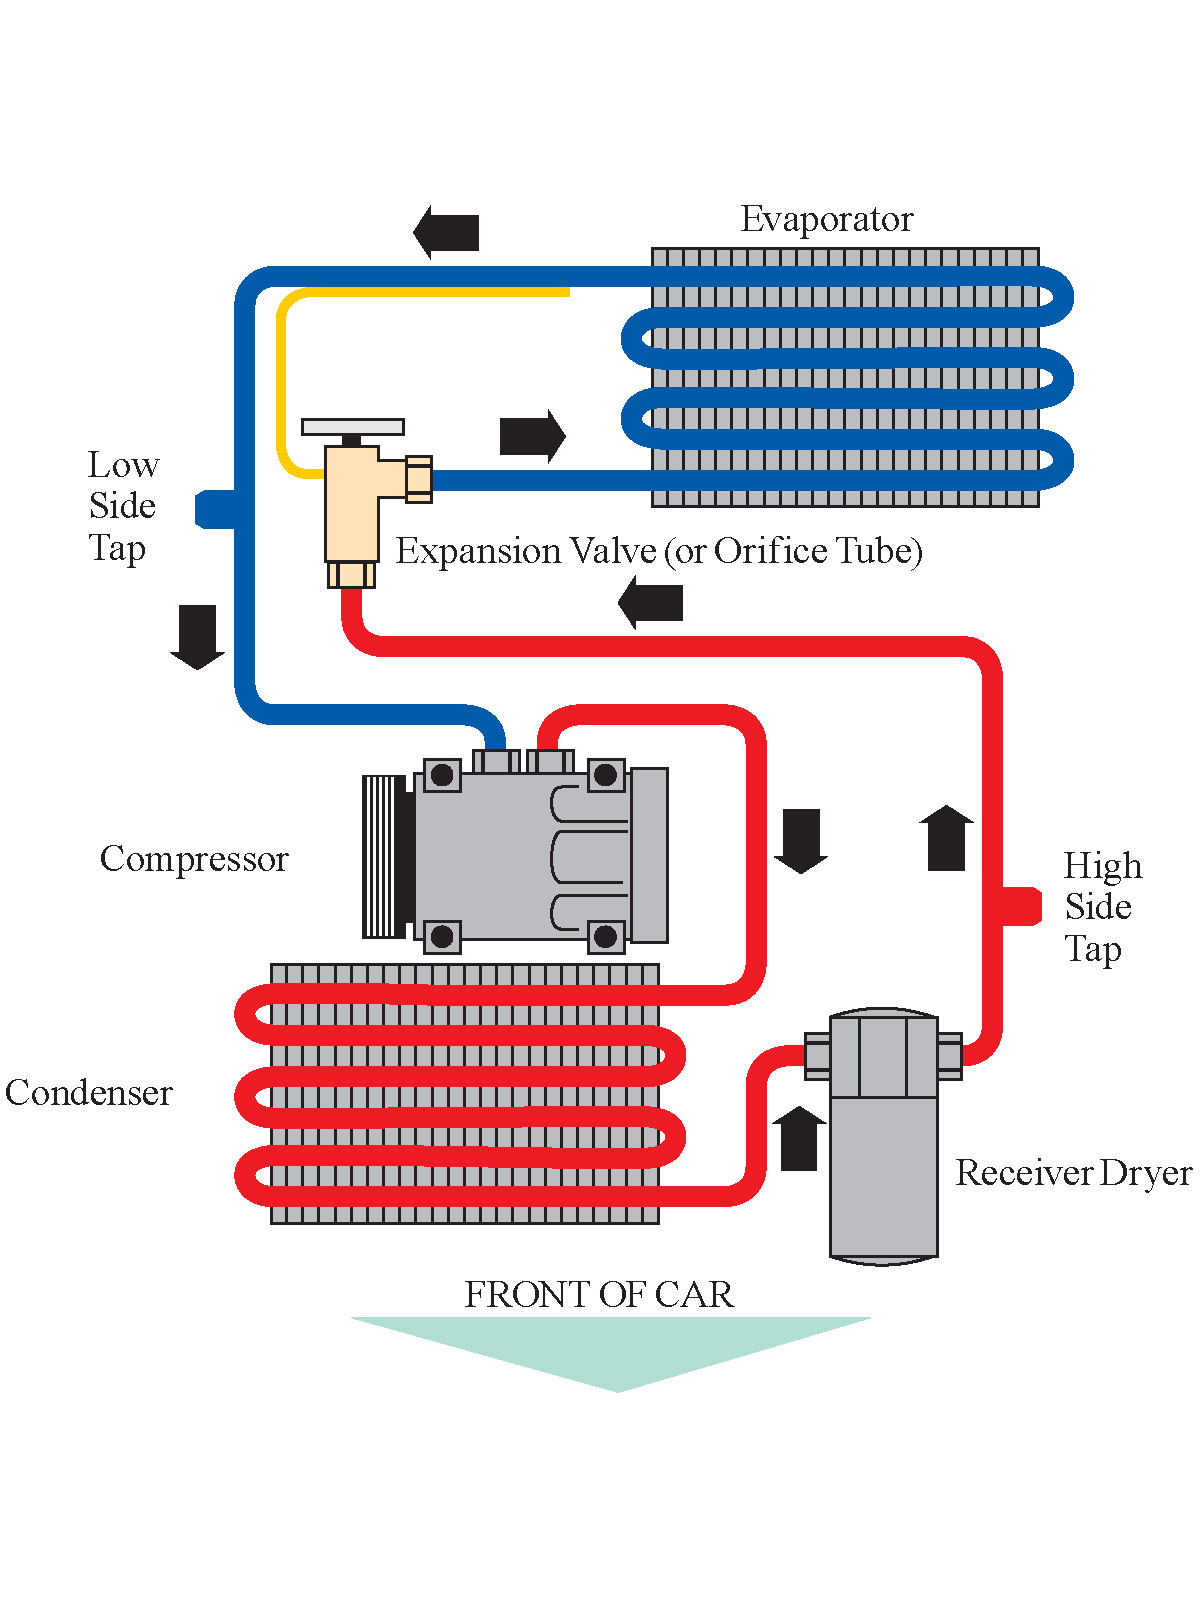 Evaporator
Low
Side
Tap
Expansion Valve (or Orifice Tube)
Compressor
High
Side
Tap
Condenser
Receiver Dryer
FRONT OF CAR